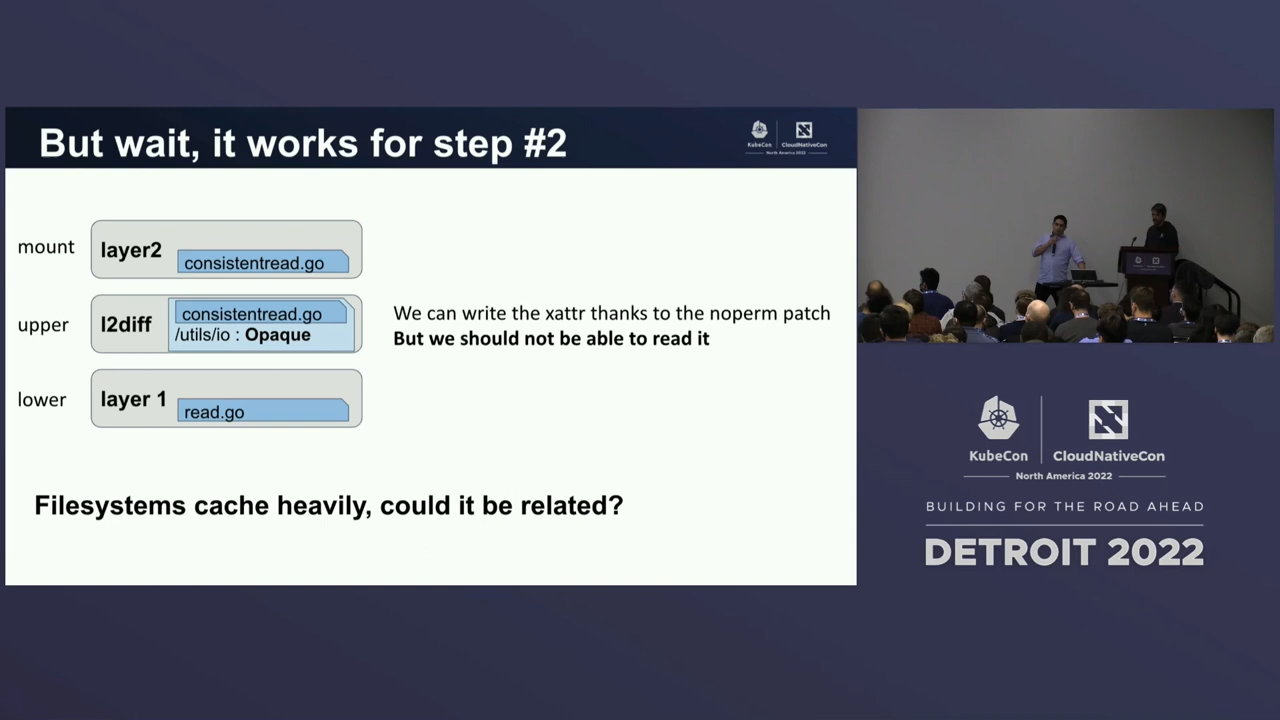 But wait, it works for step #2
KubeCon
CloudNativeCon
North America 2022
mount
layer2
consistentread.go
upper
l2diff
consistentread.go
/utils/io : Opaque
We can write the xattr thanks to the noperm patch
But we should not be able to read it
lower
layer 1
read.go
Filesystems cache heavily, could it be related?
KubeCon
CloudNativeCon
North America 2022
BUILDING FOR THE ROAD AHEAD
DETROIT 2022